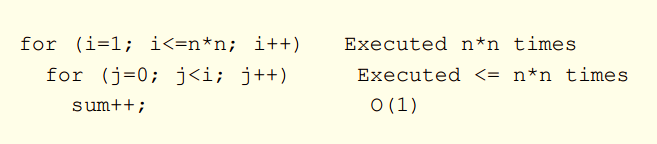 for (i=1; i<=n*n; i++) Executed n*n times
for (j=0; j<i; j++) Executed <= n*n times
sum++; O(1)